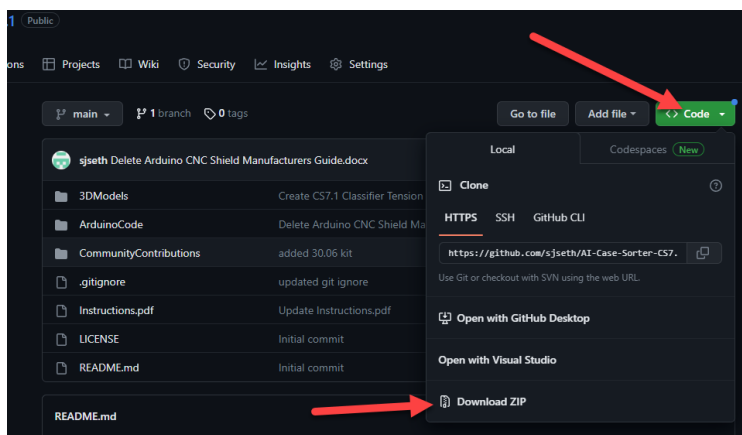 .1 Public
ons Projects Wiki Security Insights Settings
main 1 branch 0 tags Go to file Add file Code
Local Codespaces New
sjseth Delete Arduino CNC Shield Manufacturers Guide.docx
Clone
3DModels Create CS7.1 Classifier Tension
HTTPS SSH GitHub CLI
ArduinoCode Delete Arduino CNC Shield Ma
CommunityContributions added 30.06 kit
https://github.com/sjseth/AI-Case-Sorter-CS7.
.gitignore updated git ignore
Use Git or checkout with SVN using the web URL.
Instructions.pdf Update Instructions.pdf
Open with GitHub Desktop
LICENSE Initial commit
Open with Visual Studio
README.md Initial commit
Download ZIP
README.md